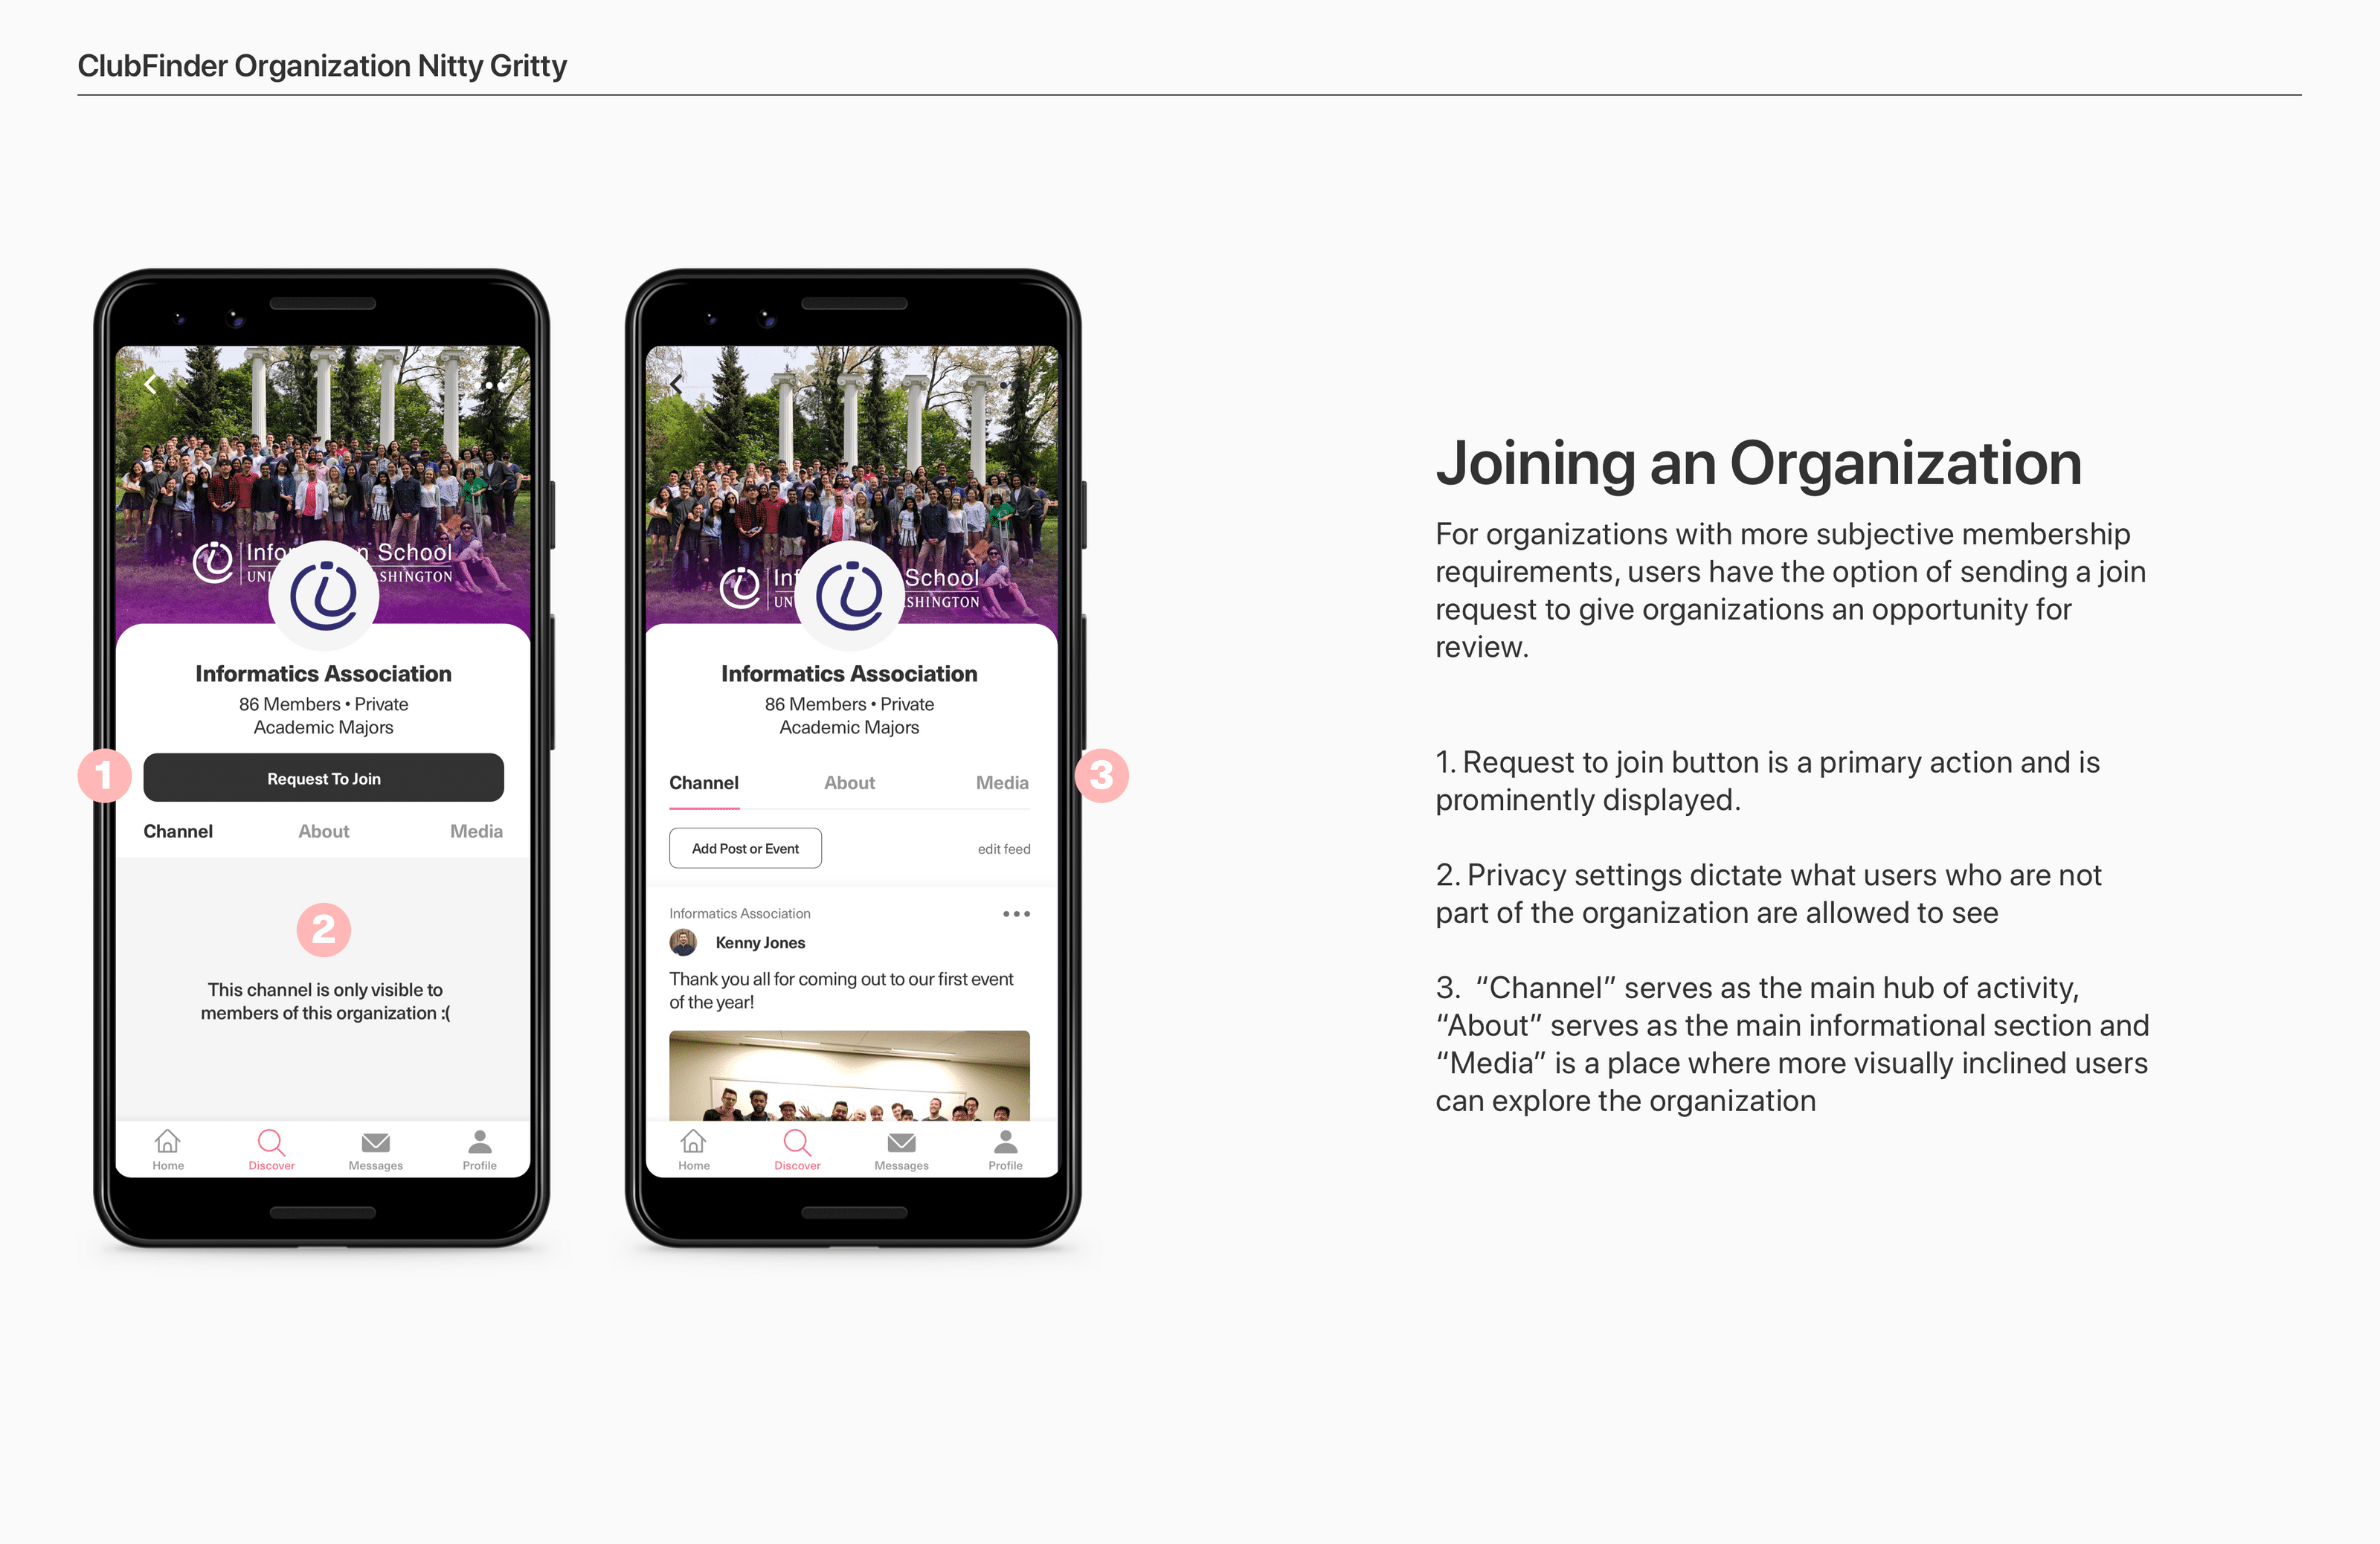 ClubFinder Organization Nitty Gritty
Information School
UNI SHINGTON
Informatics Association
86 Members • Private
Academic Majors
1
Request To Join
Channel About Media
2
This channel is only visible to
members of this organization :(
Home Discover Messages Profile
Inf School
UN SHINGTON
Informatics Association
86 Members • Private
Academic Majors
3
Channel About Media
Add Post or Event edit feed
Informatics Association
Kenny Jones
Thank you all for coming out to our first event
of the year!
Home Discover Messages Profile
Joining an Organization
For organizations with more subjective membership
requirements, users have the option of sending a join
request to give organizations an opportunity for
review.
1. Request to join button is a primary action and is
prominently displayed.
2. Privacy settings dictate what users who are not
part of the organization are allowed to see
3. “Channel” serves as the main hub of activity,
“About” serves as the main informational section and
“Media” is a place where more visually inclined users
can explore the organization